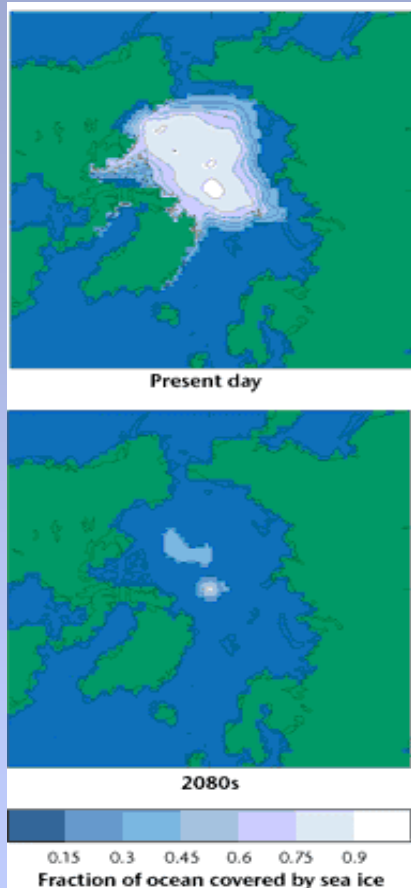 Present day
2080s
0.15 0.3 0.45 0.6 0.75 0.9
Fraction of ocean covered by sea ice